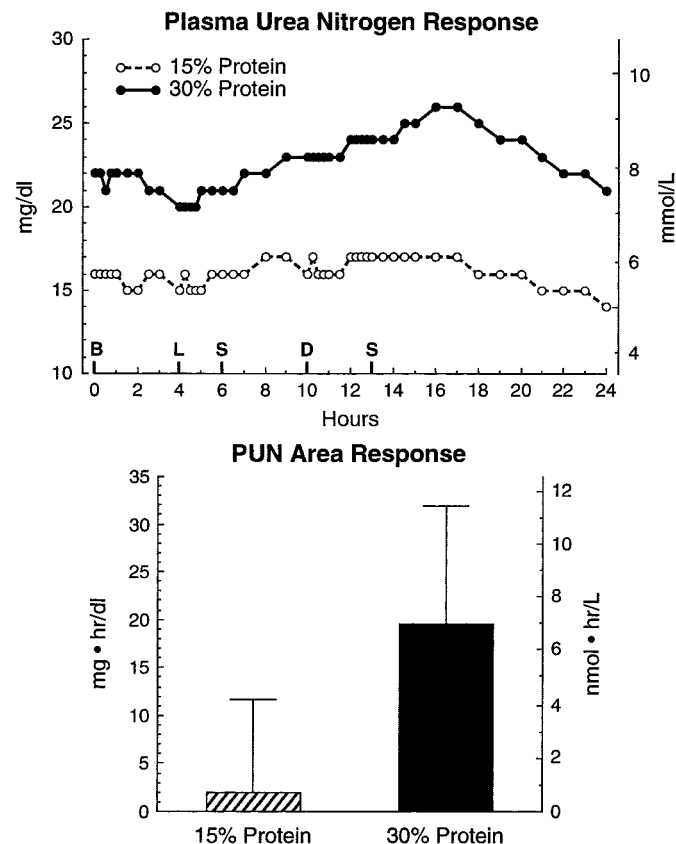 Plasma Urea Nitrogen Response
30
25
20
15
10
mg/dl
15% Protein
30% Protein
10
8
6
4
mmol/L
B L S D S
0 2 4 6 8 10 12 14 16 18 20 22 24
Hours
PUN Area Response
35
30
25
20
15
10
5
0
mg • hr/dl
12
10
8
6
4
2
0
nmol • hr/L
15% Protein 30% Protein